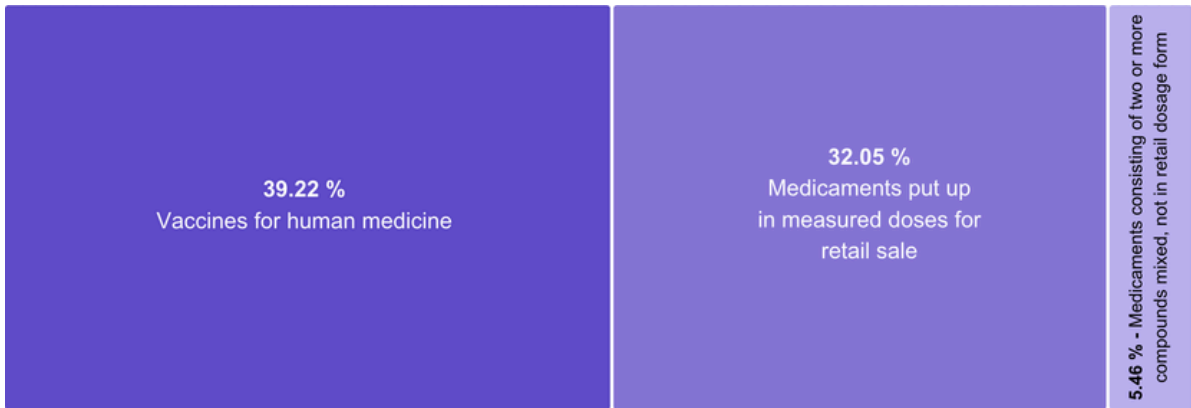 39.22 %
Vaccines for human medicine
32.05 %
Medicaments put up
in measured doses for
retail sale
5.46 % - Medicaments consisting of two or more
compounds mixed, not in retail dosage form